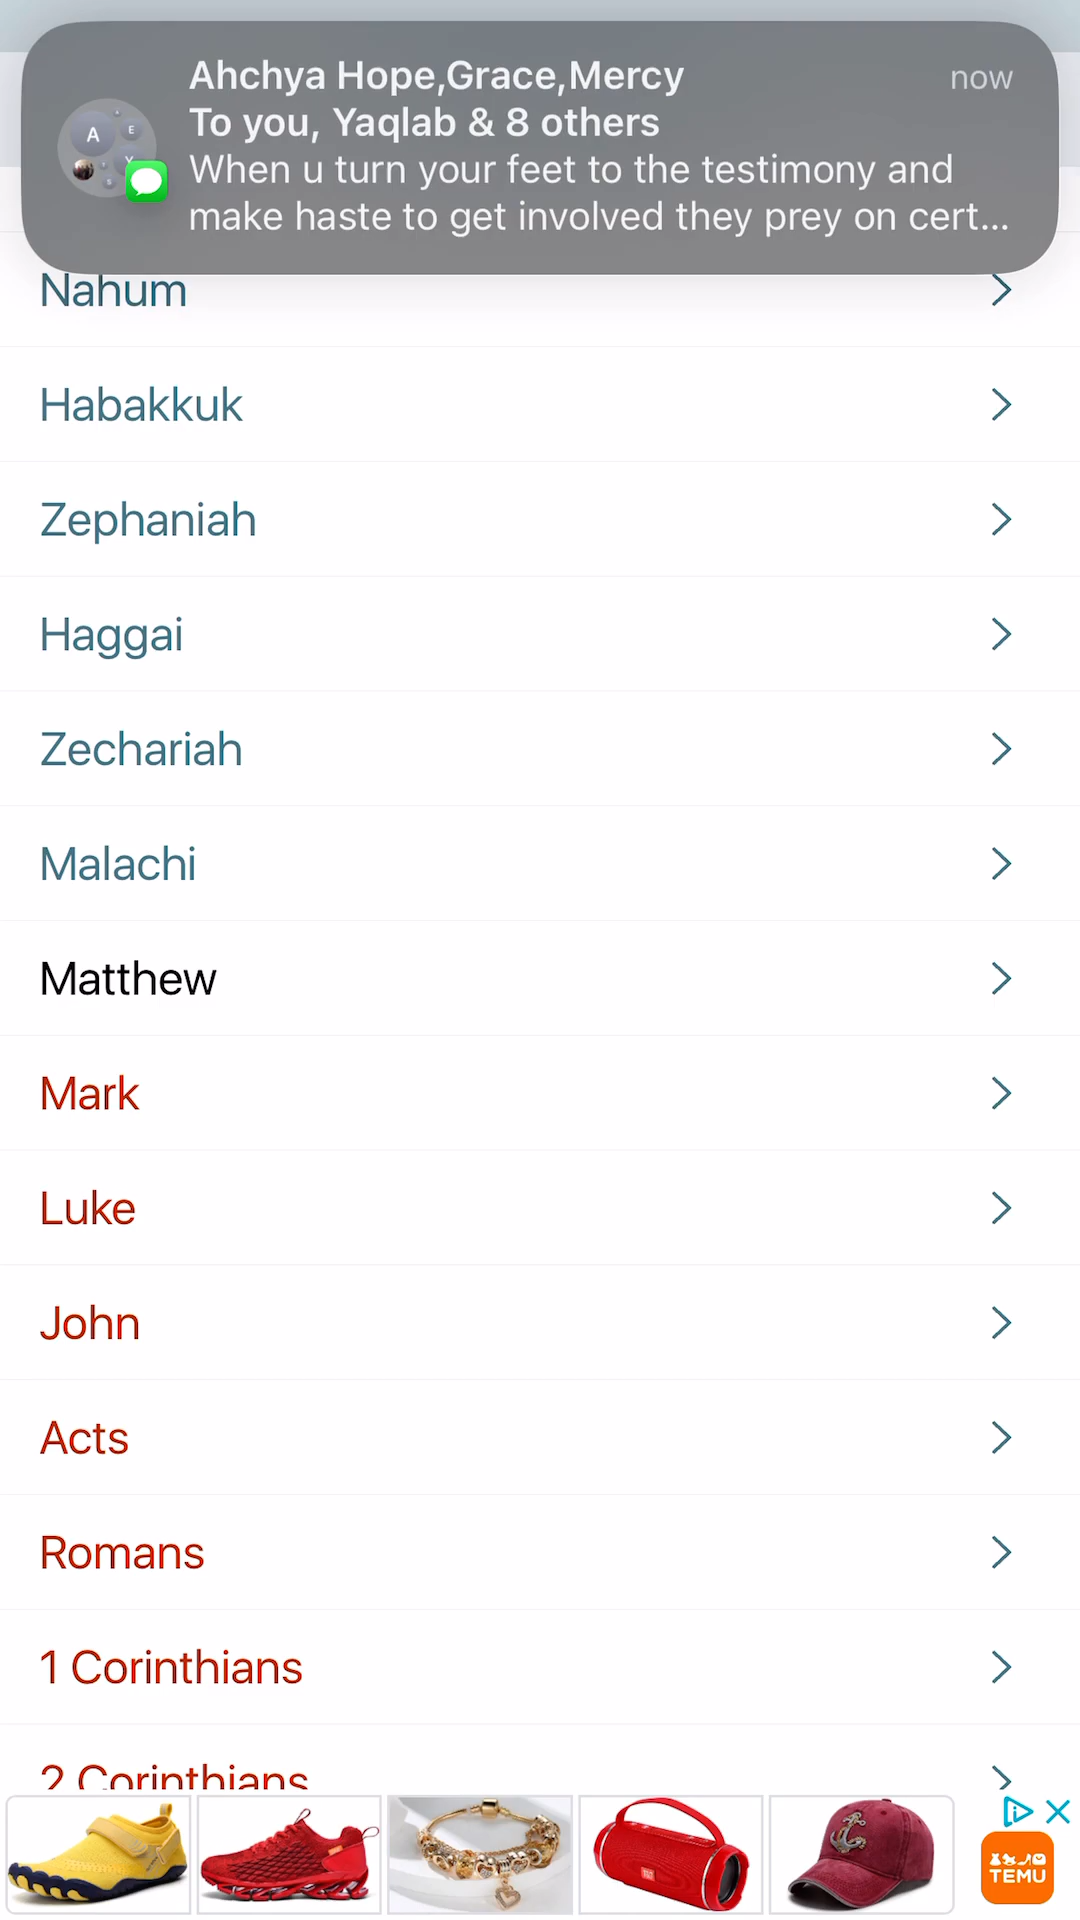 Ahchya Hope,Grace,Mercy
now
To you, Yaqlab & 8 others
When u turn your feet to the testimony and
make haste to get involved they prey on cert...
A
E
Y
S
Nahum
Habakkuk
Zephaniah
Haggai
Zechariah
Malachi
Matthew
Mark
Luke
John
Acts
Romans
1 Corinthians
2 Corinthians
TEMU